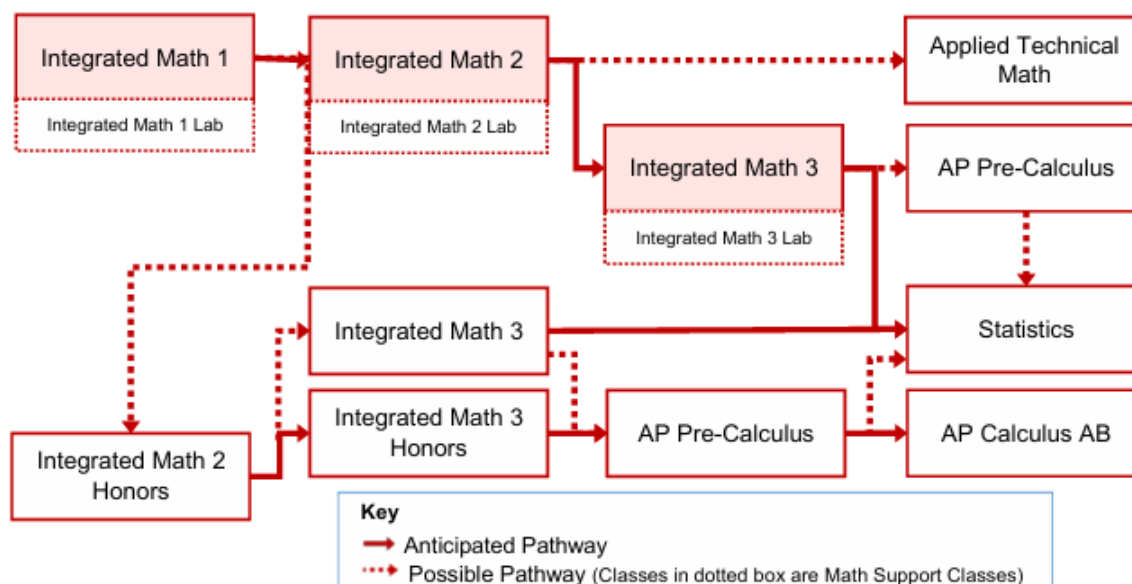 Integrated Math 1
Integrated Math 1 Lab
Integrated Math 2
Integrated Math 2 Lab
Applied Technical
Math
Integrated Math 3
Integrated Math 3 Lab
AP Pre-Calculus
Integrated Math 3
Statistics
Integrated Math 2
Honors
Integrated Math 3
Honors
AP Pre-Calculus
AP Calculus AB
Key
Anticipated Pathway
Possible Pathway (Classes in dotted box are Math Support Classes)